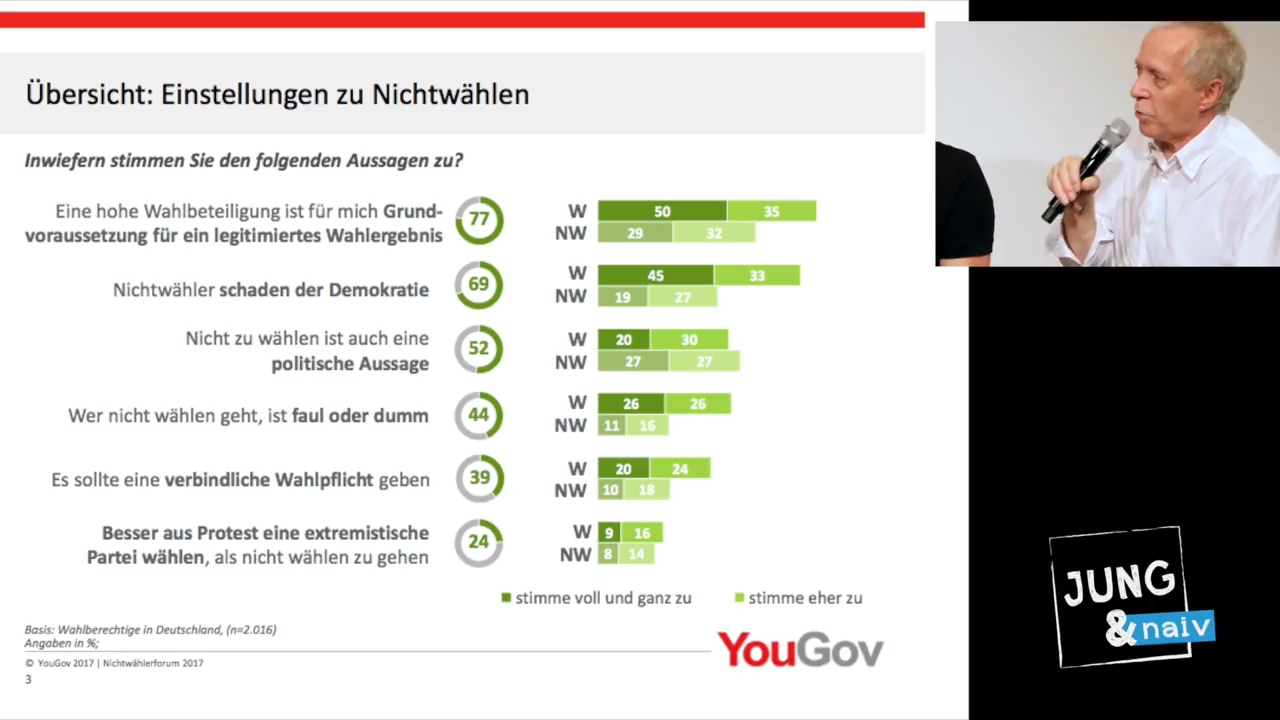 Übersicht: Einstellungen zu Nichtwählen
Inwiefern stimmen Sie den folgenden Aussagen zu?
Eine hohe Wahlbeteiligung ist für mich Grund-
voraussetzung für ein legitimiertes Wahlergebnis
77
W 50 35
NW 29 32
Nichtwähler schaden der Demokratie
69
W 45 33
NW 19 27
Nicht zu wählen ist auch eine
politische Aussage
52
W 20 30
NW 27 27
Wer nicht wählen geht, ist faul oder dumm
44
W 26 26
NW 11 16
Es sollte eine verbindliche Wahlpflicht geben
39
W 20 24
NW 10 18
Besser aus Protest eine extremistische
Partei wählen, als nicht wählen zu gehen
24
W 9 16
NW 8 14
stimme voll und ganz zu stimme eher zu
Basis: Wahlberechtige in Deutschland, (n=2.016)
Angaben in %;
© YouGov 2017 | Nichtwählerforum 2017
3
YouGov
JUNG
&naiv